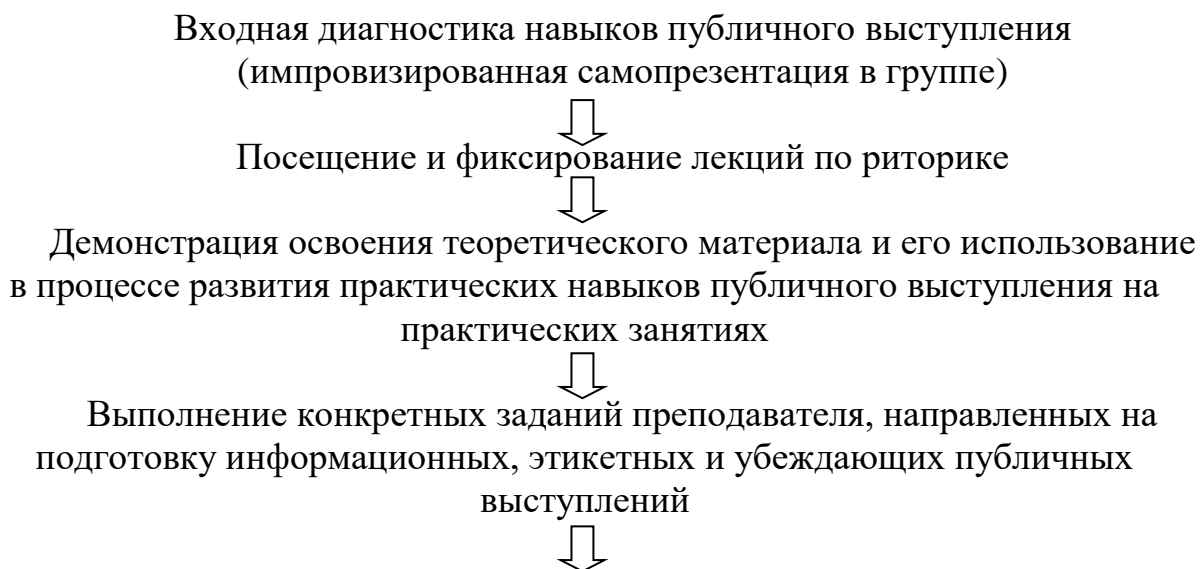 Входная диагностика навыков публичного выступления
(импровизированная самопрезентация в группе)
Посещение и фиксирование лекций по риторике
Демонстрация освоения теоретического материала и его использование
в процессе развития практических навыков публичного выступления на
практических занятиях
Выполнение конкретных заданий преподавателя, направленных на
подготовку информационных, этикетных и убеждающих публичных
выступлений